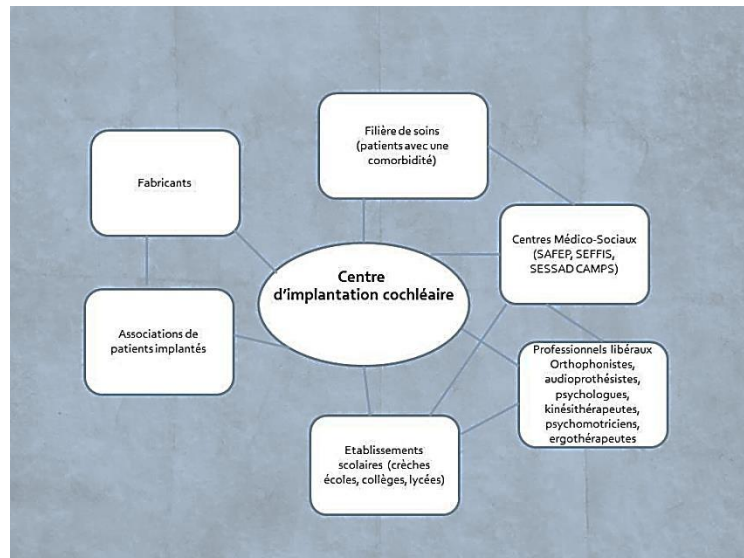 Filière de soins
(patients avec une
comorbidité)
Fabricants
Centres Médico-Sociaux
(SAFEP, SEFFIS,
SESSAD CAMPS)
Centre
d'implantation cochléaire
Associations de
patients implantés
Professionnels libéraux
Orthophonistes,
audioprothésistes,
psychologues,
kinésithérapeutes,
psychomotriciens,
ergothérapeutes
Etablissements
scolaires (crèches
écoles, collèges, lycées)